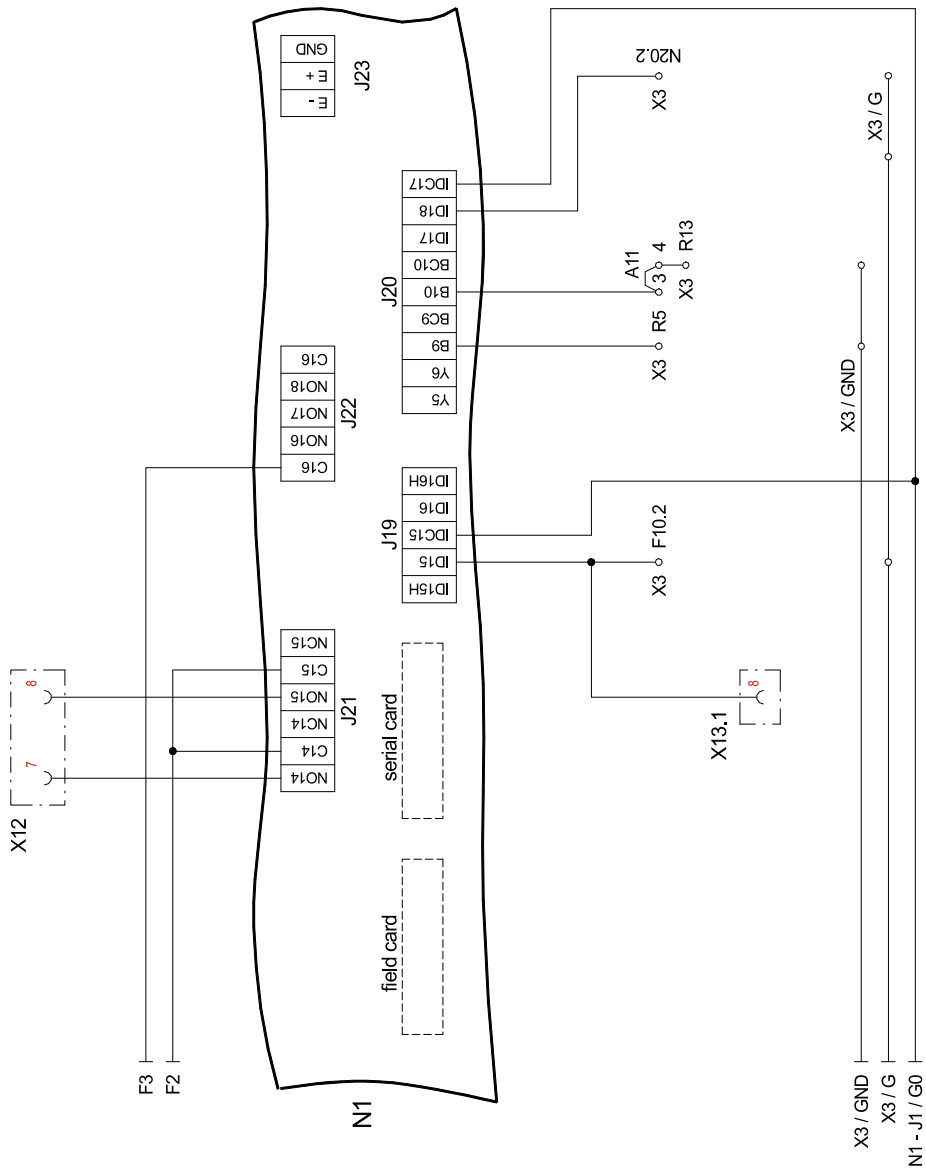 X12
7
8
F3
F2
N1
field card
serial card
J21
NO14
C14
NC14
NO15
C15
NC15
J22
C16
NO16
NO17
NO18
C16
J23
E -
E +
GND
J19
ID15H
ID15
IDC15
ID16
ID16H
J20
Y5
Y6
B9
BC9
B10
BC10
ID17
ID18
IDC17
X13.1
8
X3
F10.2
X3
R5
A11
3
4
X3
R13
X3
N20.2
X3 / GND
X3 / G
X3 / GND
X3 / G
N1 - J1 / G0